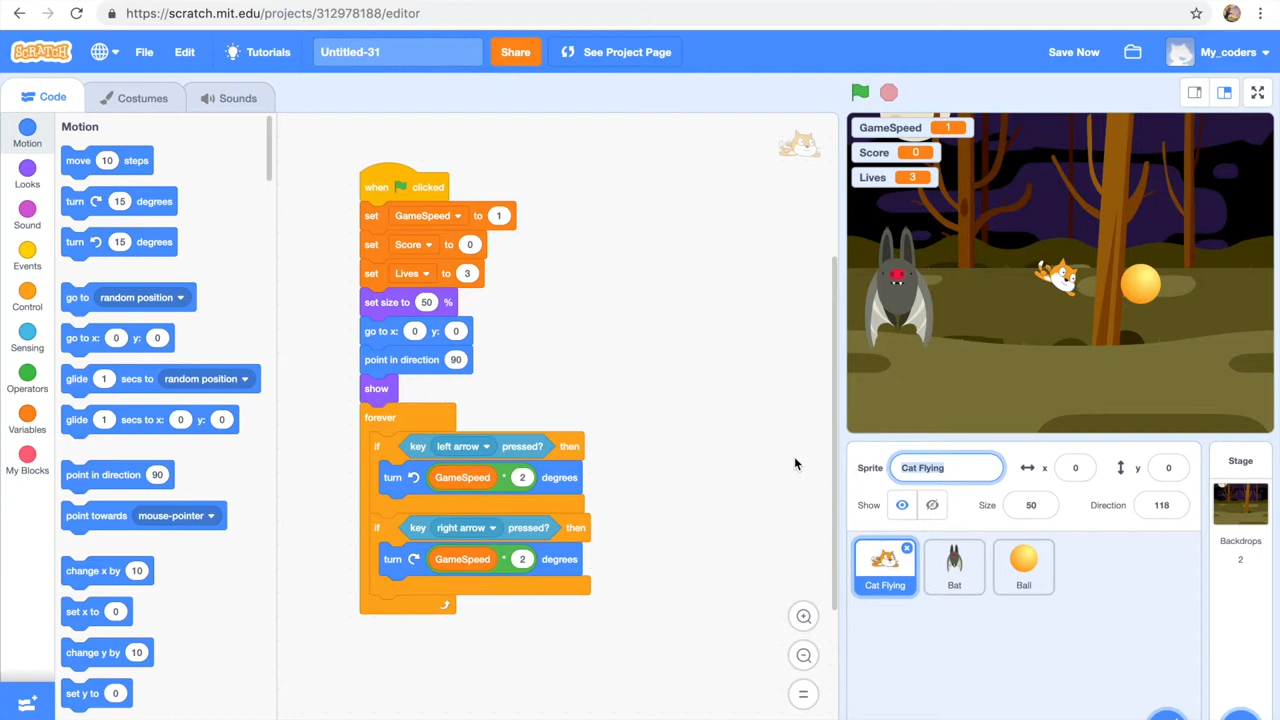 https://scratch.mit.edu/projects/312978188/editor
SCRATCH File Edit Tutorials Untitled-31 Share See Project Page Save Now My_coders
Code Costumes Sounds
Motion
Looks
Sound
Events
Control
Sensing
Operators
Variables
My Blocks
Motion
move 10 steps
turn 15 degrees
turn 15 degrees
go to random position
go to x: 0 y: 0
glide 1 secs to random position
glide 1 secs to x: 0 y: 0
point in direction 90
point towards mouse-pointer
change x by 10
set x to 0
change y by 10
set y to 0
when clicked
set GameSpeed to 1
set Score to 0
set Lives to 3
set size to 50 %
go to x: 0 y: 0
point in direction 90
show
forever
if key left arrow pressed? then
turn GameSpeed * 2 degrees
if key right arrow pressed? then
turn GameSpeed * 2 degrees
GameSpeed 1
Score 0
Lives 3
Sprite Cat Flying x 0 y 0
Show Size 50 Direction 118
Cat Flying Bat Ball
Stage
Backdrops
2